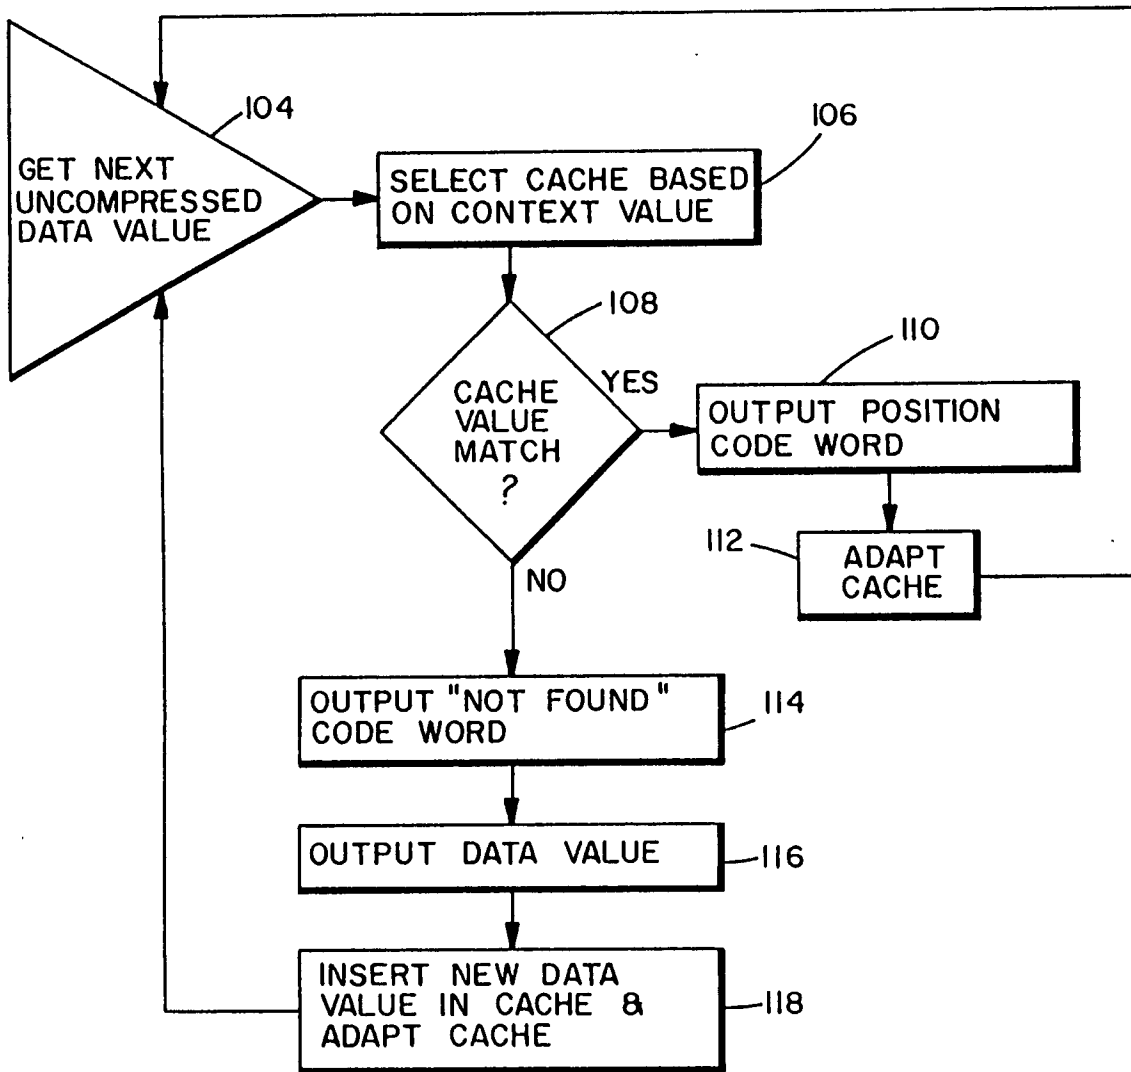 104
GET NEXT
UNCOMPRESSED
DATA VALUE
106
SELECT CACHE BASED
ON CONTEXT VALUE
108
CACHE
VALUE
MATCH
?
YES
110
OUTPUT POSITION
CODE WORD
112
ADAPT
CACHE
NO
OUTPUT "NOT FOUND"
CODE WORD
114
OUTPUT DATA VALUE
116
INSERT NEW DATA
VALUE IN CACHE &
ADAPT CACHE
118